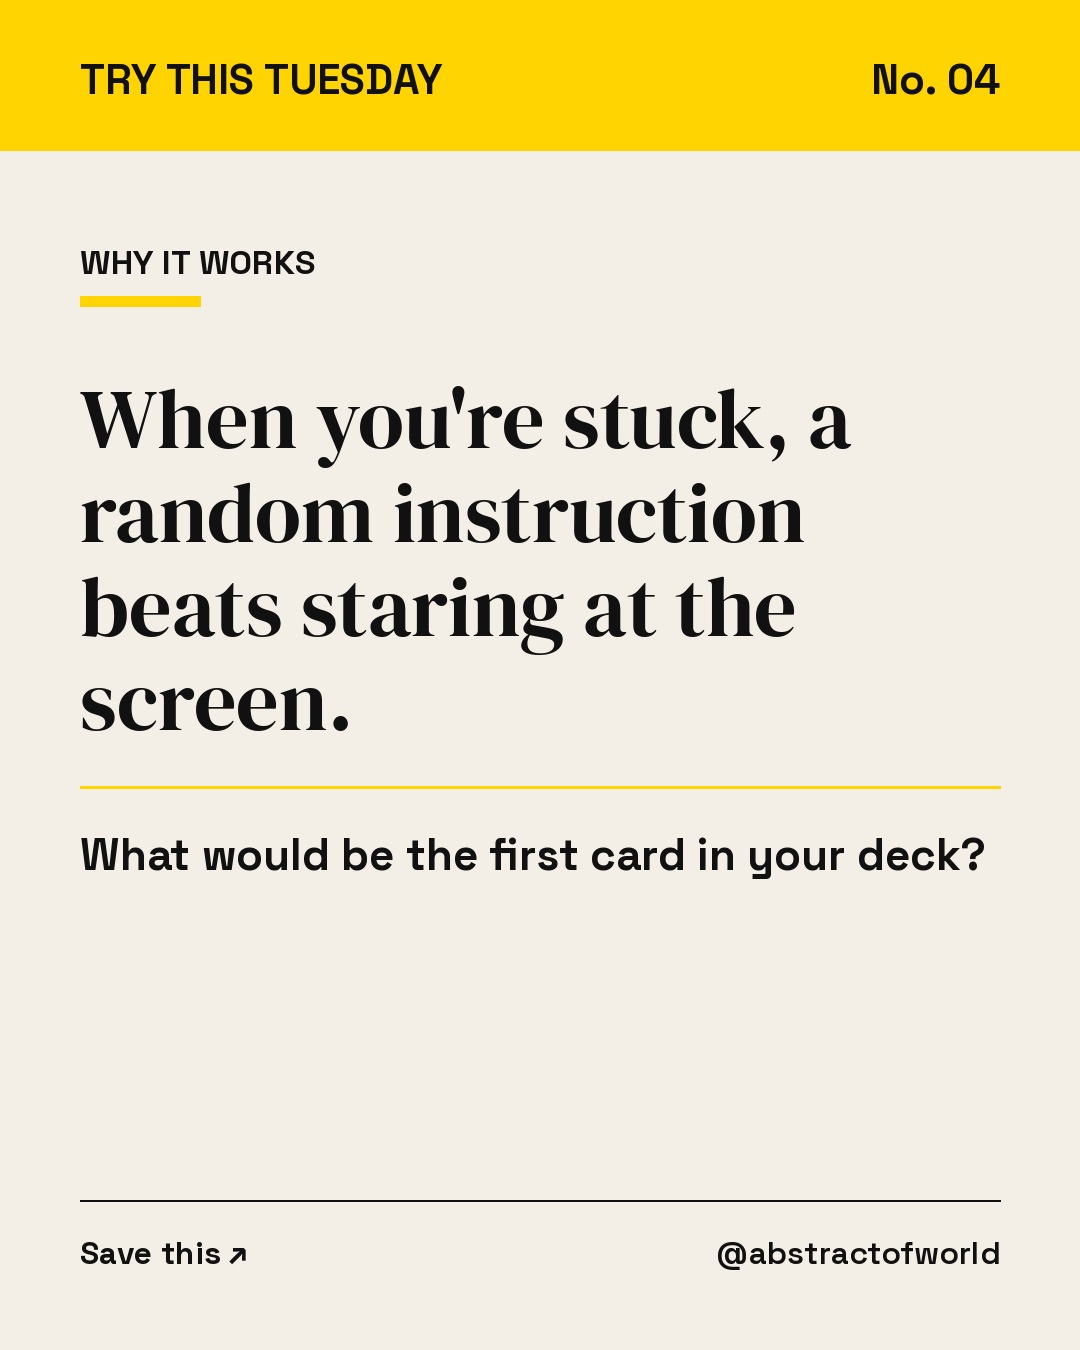 TRY THIS TUESDAY No. 04
WHY IT WORKS
When you're stuck, a
random instruction
beats staring at the
screen.
What would be the first card in your deck?
Save this ↗ @abstractofworld